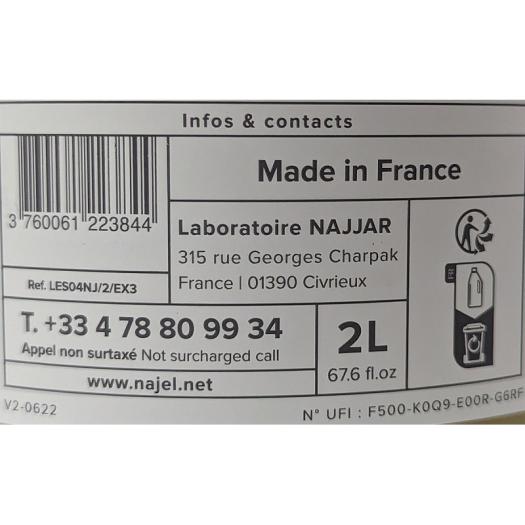 Infos & contacts
3 760061 223844
Made in France
Laboratoire NAJJAR
315 rue Georges Charpak
France | 01390 Civrieux
Ref. LES04NJ/2/EX3
FR
T. +33 4 78 80 99 34
Appel non surtaxé Not surcharged call
2L
67.6 fl.oz
www.najel.net
V2-0622
N° UFI : F500-K0Q9-E00R-G6RF